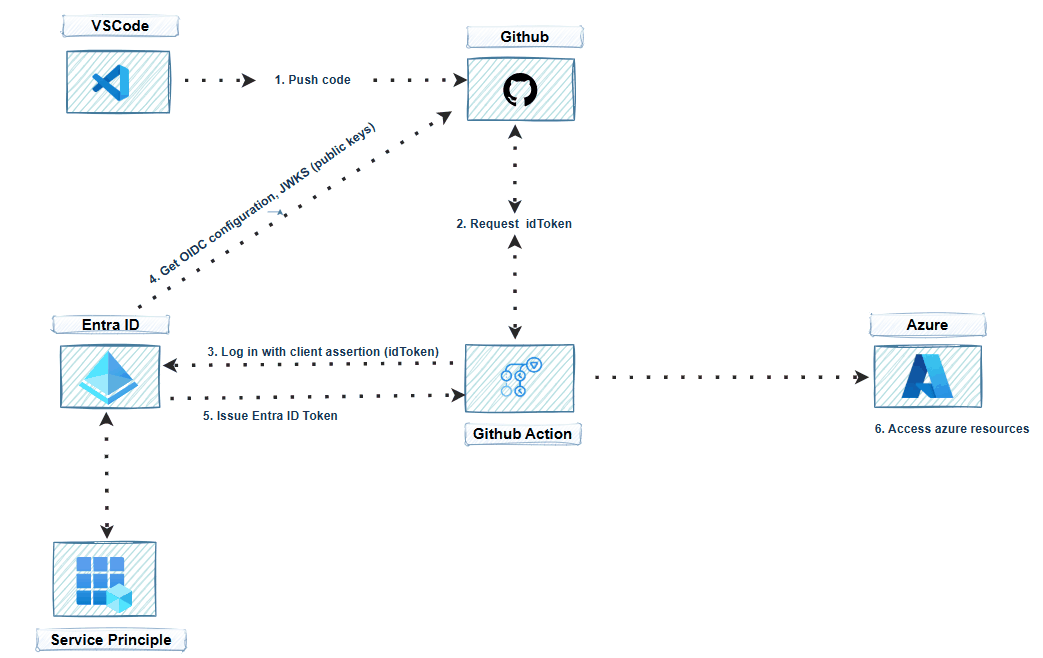 VSCode
Github
1. Push code
4. Get OIDC configuration, JWKS (public keys)
2. Request idToken
Entra ID
Azure
3. Log in with client assertion (idToken)
5. Issue Entra ID Token
Github Action
6. Access azure resources
Service Principle